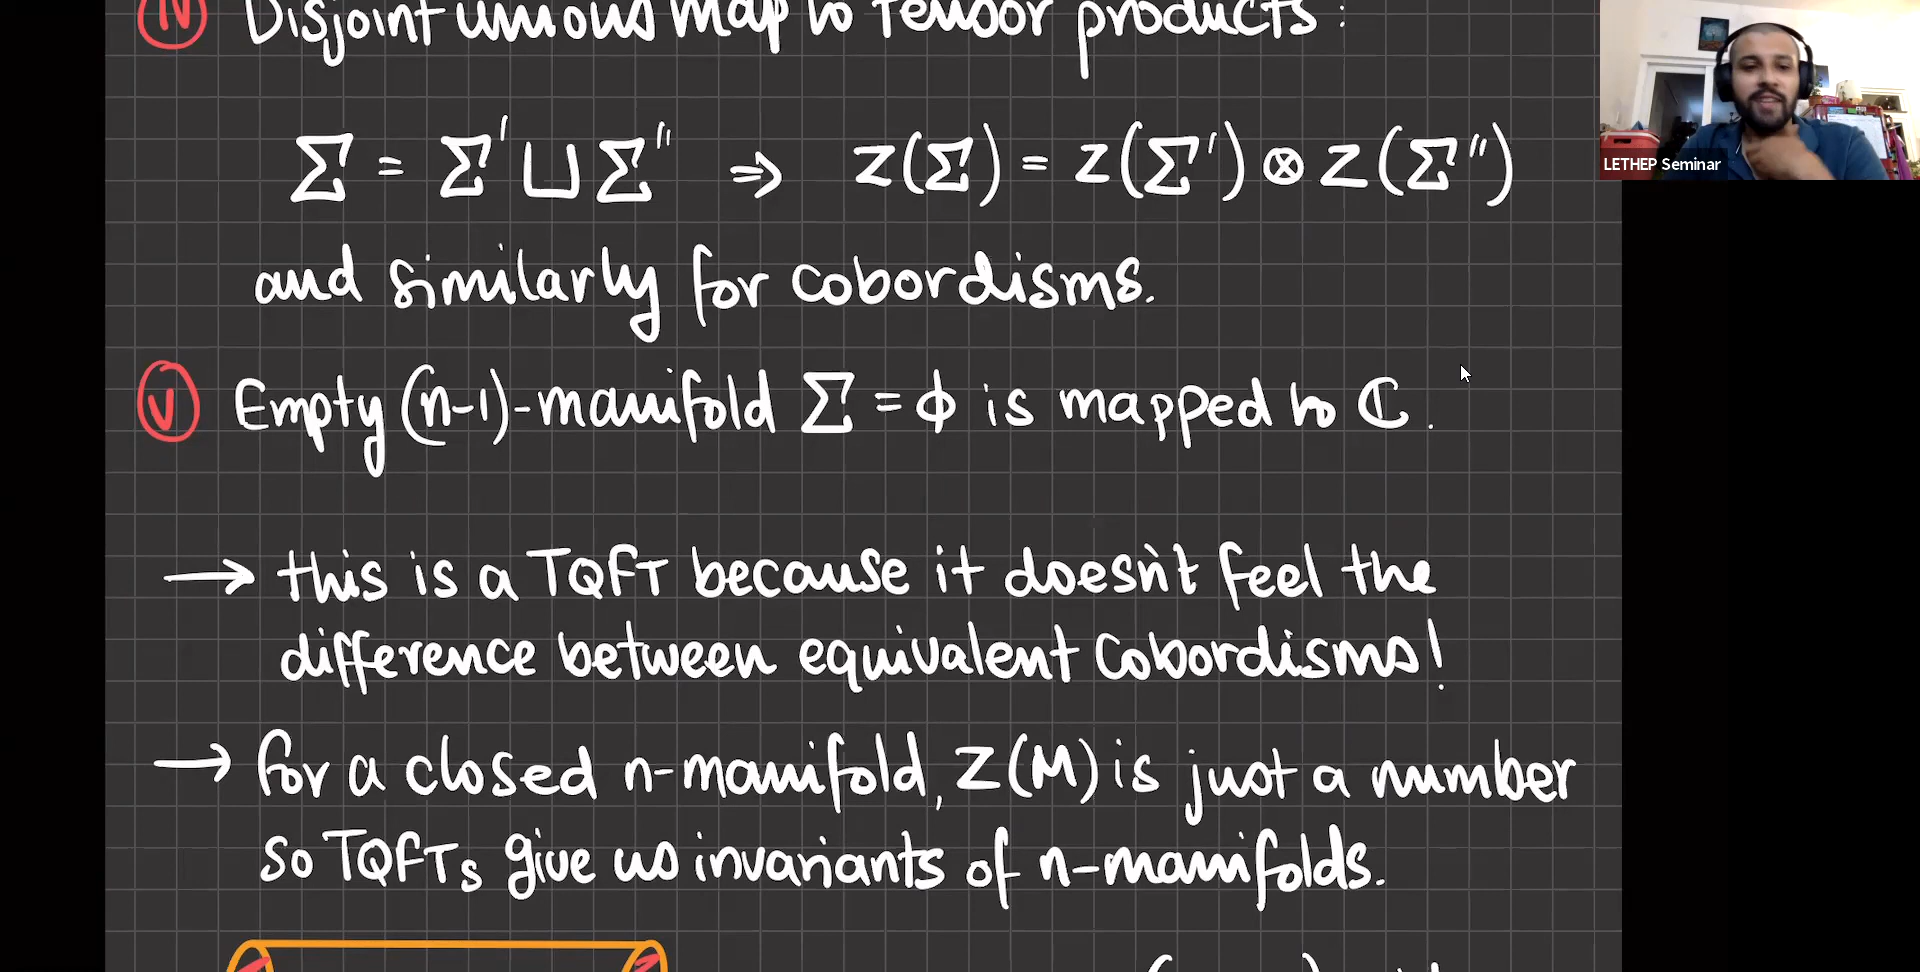 IV Disjoint unions map to Tensor products :
Σ = Σ' ⊔ Σ" ⇒ Z(Σ) = Z(Σ') ⊗ Z(Σ")
and similarly for cobordisms.
V Empty (n-1)-manifold Σ = ϕ is mapped to ℂ.
→ this is a TQFT because it doesn't feel the
difference between equivalent Cobordisms!
→ for a closed n-manifold, Z(M) is just a number
so TQFTs give us invariants of n-manifolds.
LETHEP Seminar